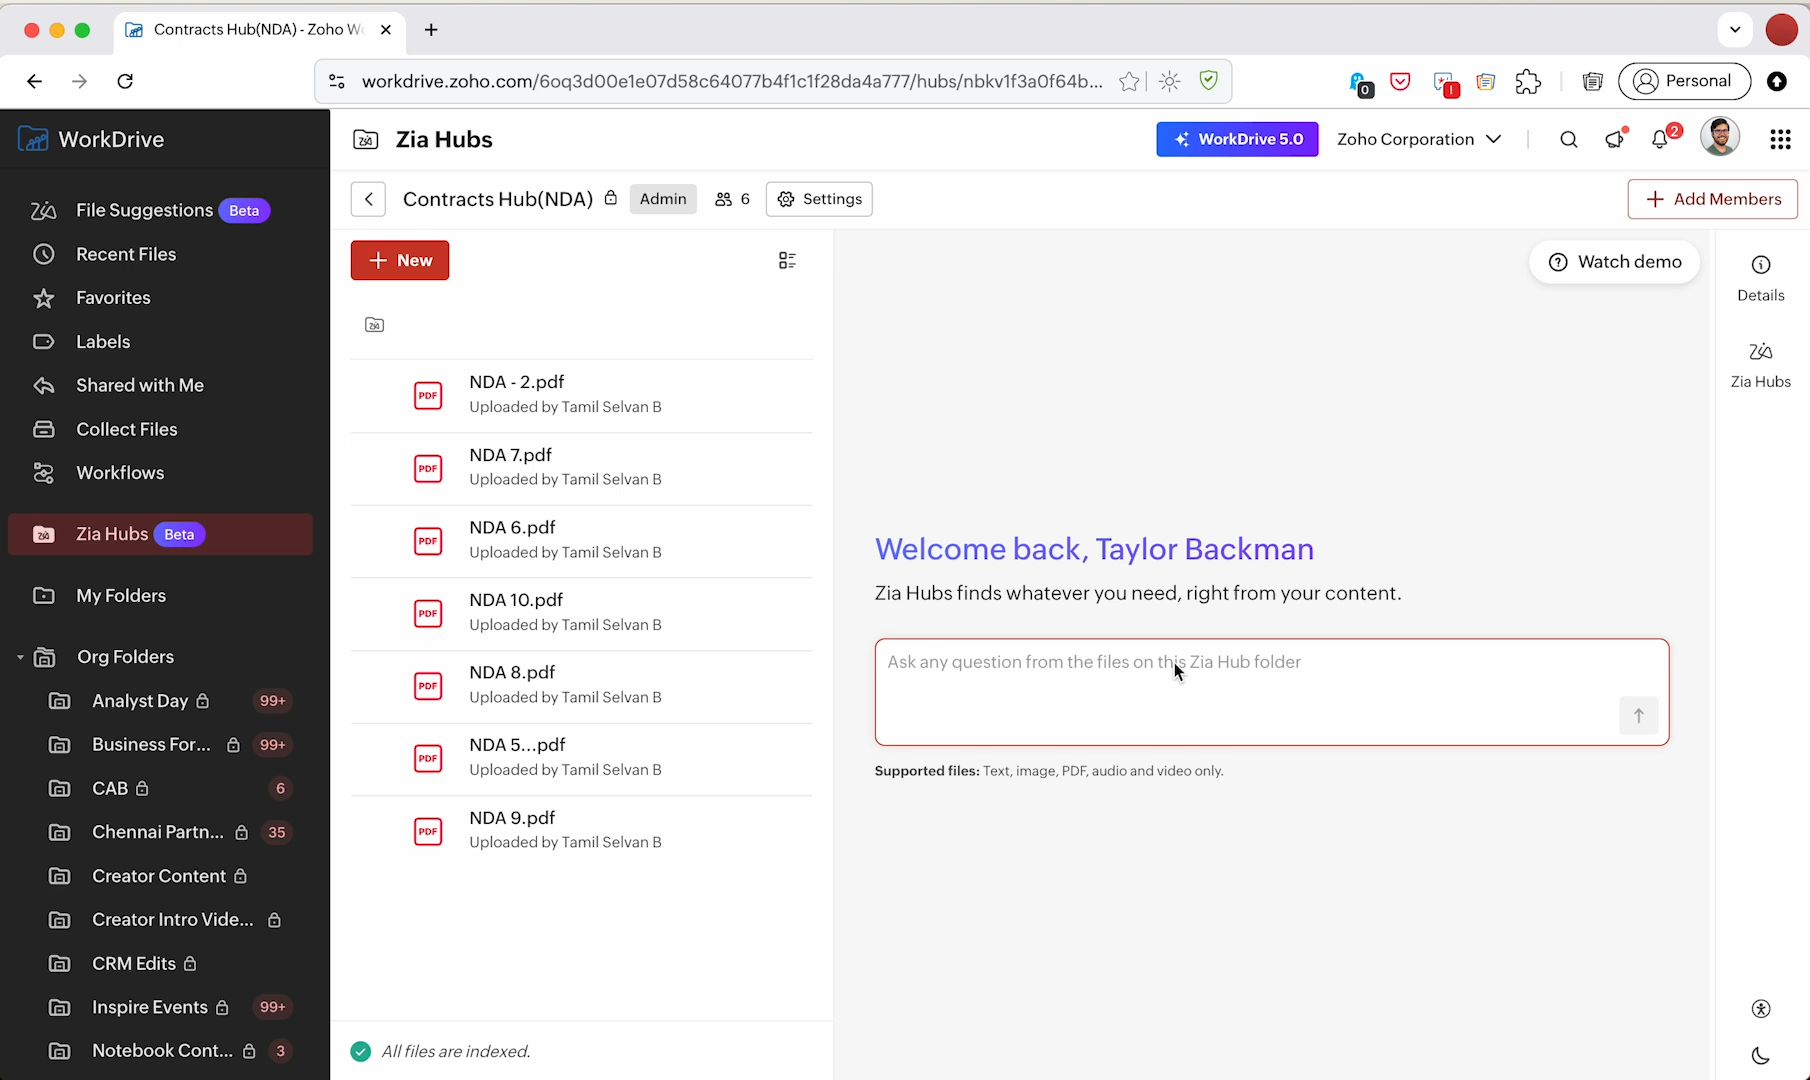 Contracts Hub(NDA) - Zoho W
workdrive.zoho.com/6oq3d00e1e07d58c64077b4f1c1f28da4a777/hubs/nbkv1f3a0f64b...
0
!
Personal
WorkDrive
Zia Hubs
WorkDrive 5.0
Zoho Corporation
2
Contracts Hub(NDA)
Admin
6
Settings
Add Members
File Suggestions Beta
Recent Files
Favorites
Labels
Shared with Me
Collect Files
Workflows
Zia Hubs Beta
My Folders
Org Folders
Analyst Day 99+
Business For... 99+
CAB 6
Chennai Partn... 35
Creator Content
Creator Intro Vide...
CRM Edits
Inspire Events 99+
Notebook Cont... 3
New
NDA - 2.pdf
PDF
Uploaded by Tamil Selvan B
NDA 7.pdf
PDF
Uploaded by Tamil Selvan B
NDA 6.pdf
PDF
Uploaded by Tamil Selvan B
NDA 10.pdf
PDF
Uploaded by Tamil Selvan B
NDA 8.pdf
PDF
Uploaded by Tamil Selvan B
NDA 5...pdf
PDF
Uploaded by Tamil Selvan B
NDA 9.pdf
PDF
Uploaded by Tamil Selvan B
All files are indexed.
Watch demo
Welcome back, Taylor Backman
Zia Hubs finds whatever you need, right from your content.
Ask any question from the files on this Zia Hub folder
Supported files: Text, image, PDF, audio and video only.
Details
Zia Hubs